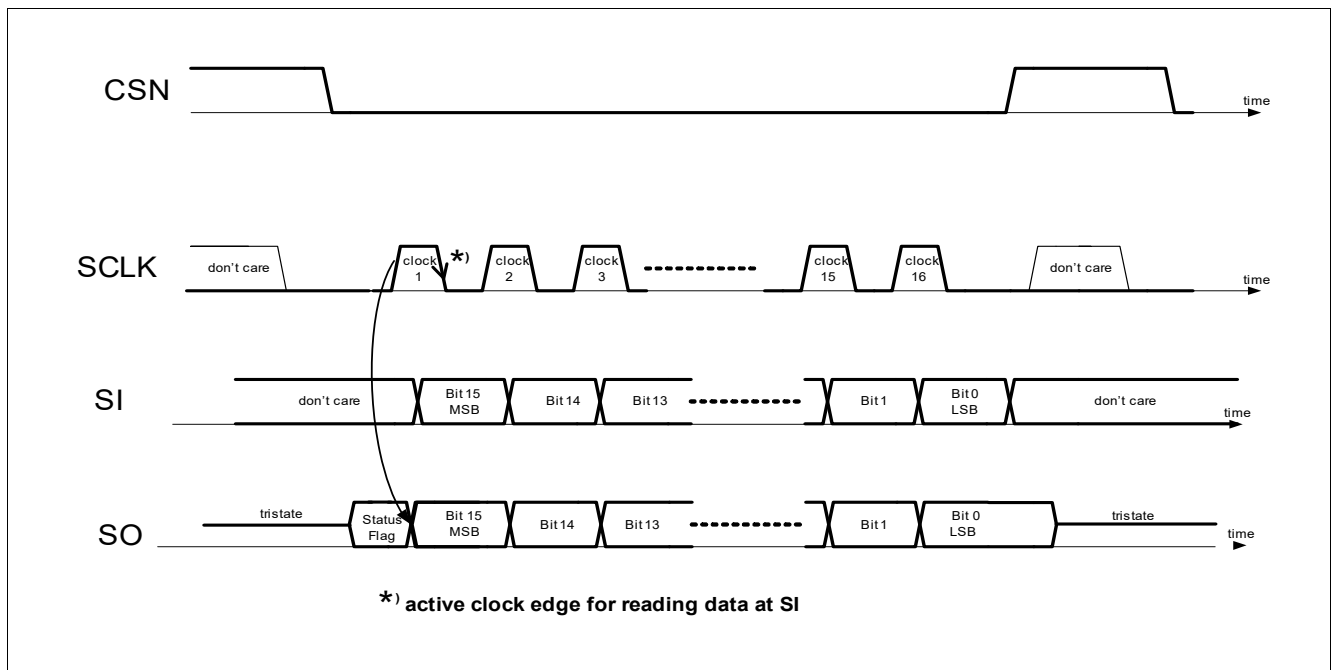 CSN
time
SCLK
don't care
clock
1
*)
clock
2
clock
3
clock
15
clock
16
don't care
time
SI
don't care
Bit 15
MSB
Bit 14
Bit 13
Bit 1
Bit 0
LSB
don't care
time
SO
tristate
Status
Flag
Bit 15
MSB
Bit 14
Bit 13
Bit 1
Bit 0
LSB
tristate
time
*) active clock edge for reading data at SI